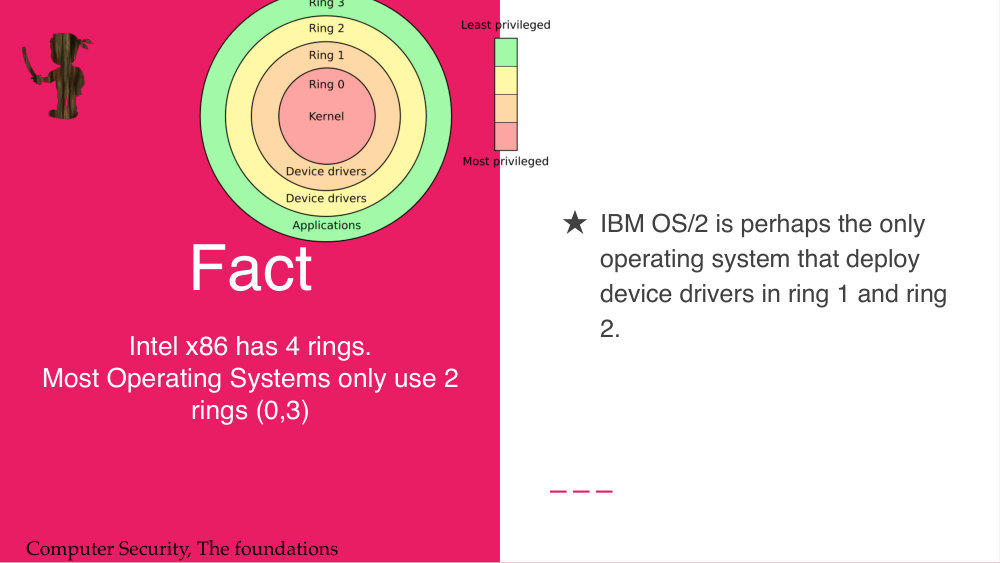 Ring 3
Ring 2
Ring 1
Ring 0
Kernel
Device drivers
Device drivers
Applications
Least privileged
Most privileged
Fact
Intel x86 has 4 rings.
Most Operating Systems only use 2
rings (0,3)
★ IBM OS/2 is perhaps the only
operating system that deploy
device drivers in ring 1 and ring
2.
Computer Security, The foundations